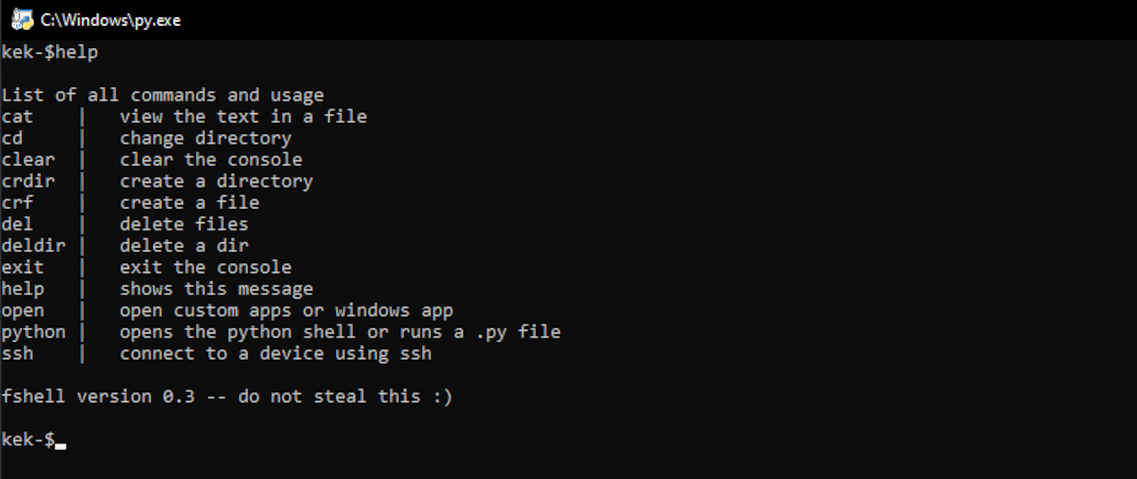 C:\Windows\py.exe
kek-$help
List of all commands and usage
cat | view the text in a file
cd | change directory
clear | clear the console
crdir | create a directory
crf | create a file
del | delete files
deldir | delete a dir
exit | exit the console
help | shows this message
open | open custom apps or windows app
python | opens the python shell or runs a .py file
ssh | connect to a device using ssh
fshell version 0.3 -- do not steal this :)
kek-$_